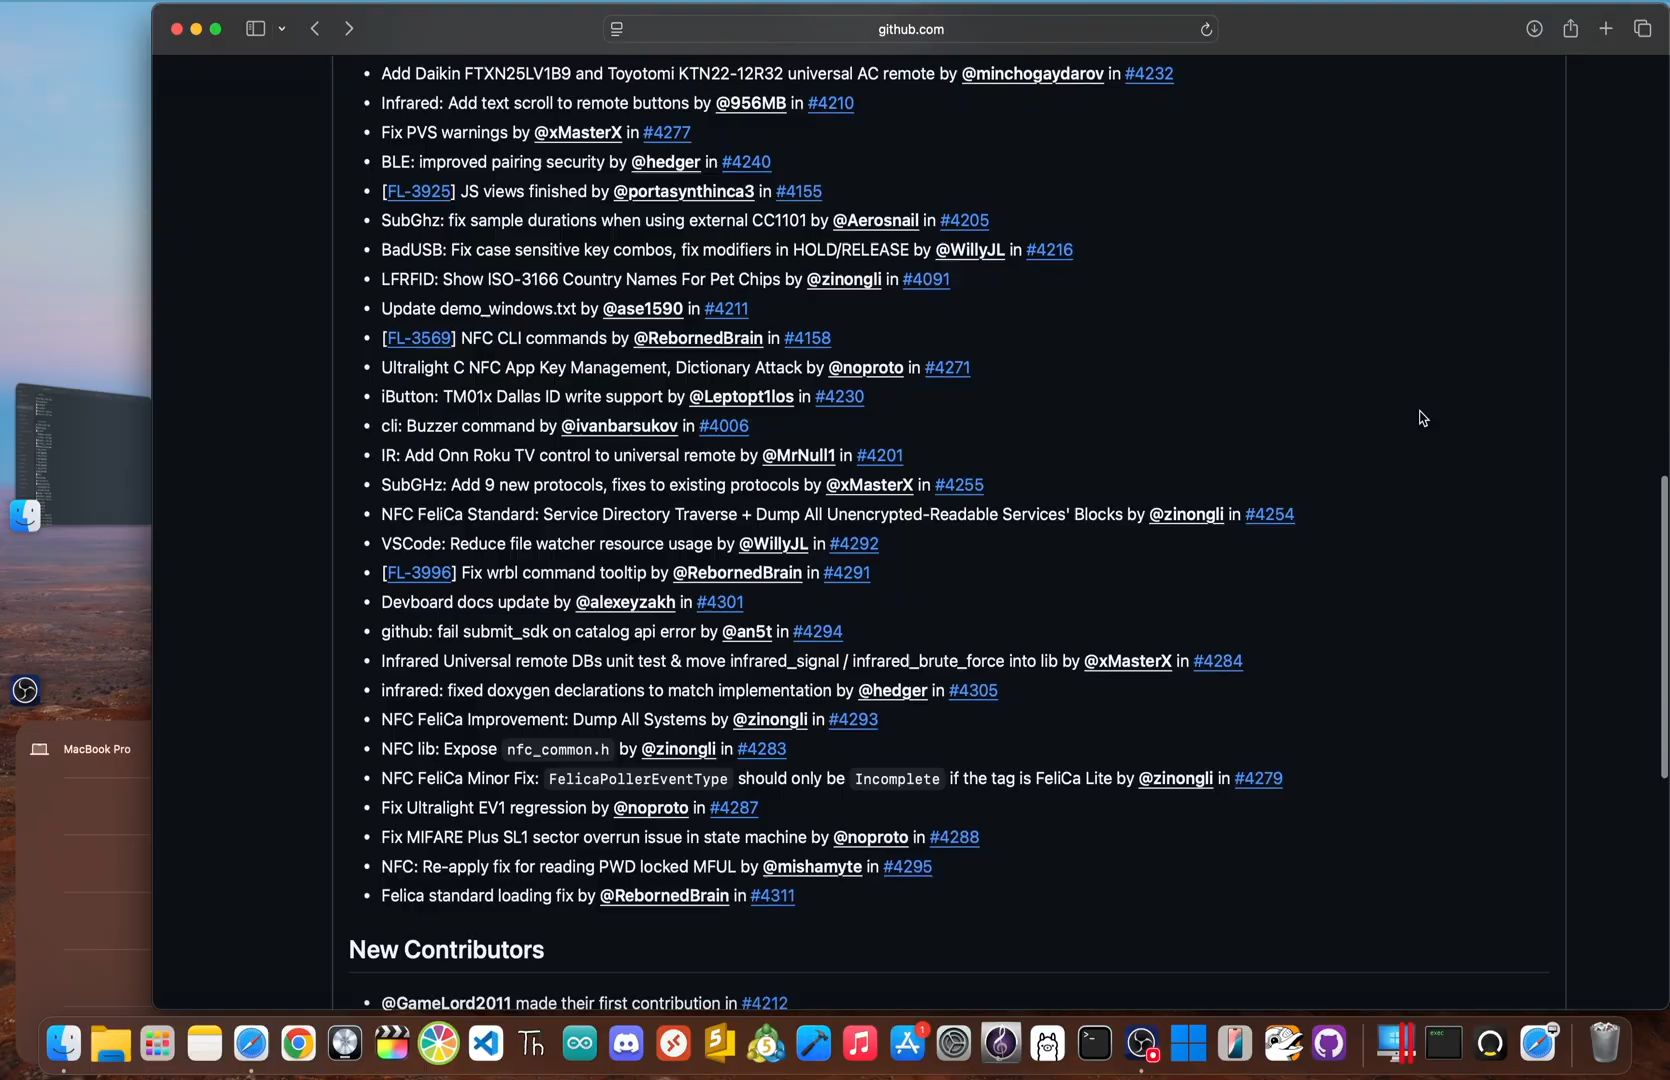 github.com
• Add Daikin FTXN25LV1B9 and Toyotomi KTN22-12R32 universal AC remote by @minchogaydarov in #4232
• Infrared: Add text scroll to remote buttons by @956MB in #4210
• Fix PVS warnings by @xMasterX in #4277
• BLE: improved pairing security by @hedger in #4240
• [FL-3925] JS views finished by @portasynthinca3 in #4155
• SubGhz: fix sample durations when using external CC1101 by @Aerosnail in #4205
• BadUSB: Fix case sensitive key combos, fix modifiers in HOLD/RELEASE by @WillyJL in #4216
• LFRFID: Show ISO-3166 Country Names For Pet Chips by @zinongli in #4091
• Update demo_windows.txt by @ase1590 in #4211
• [FL-3569] NFC CLI commands by @RebornedBrain in #4158
• Ultralight C NFC App Key Management, Dictionary Attack by @noproto in #4271
• iButton: TM01x Dallas ID write support by @Leptopt1los in #4230
• cli: Buzzer command by @ivanbarsukov in #4006
• IR: Add Onn Roku TV control to universal remote by @MrNull1 in #4201
• SubGHz: Add 9 new protocols, fixes to existing protocols by @xMasterX in #4255
• NFC FeliCa Standard: Service Directory Traverse + Dump All Unencrypted-Readable Services' Blocks by @zinongli in #4254
• VSCode: Reduce file watcher resource usage by @WillyJL in #4292
• [FL-3996] Fix wrbl command tooltip by @RebornedBrain in #4291
• Devboard docs update by @alexeyzakh in #4301
• github: fail submit_sdk on catalog api error by @an5t in #4294
• Infrared Universal remote DBs unit test & move infrared_signal / infrared_brute_force into lib by @xMasterX in #4284
• infrared: fixed doxygen declarations to match implementation by @hedger in #4305
• NFC FeliCa Improvement: Dump All Systems by @zinongli in #4293
• NFC lib: Expose nfc_common.h by @zinongli in #4283
• NFC FeliCa Minor Fix: FelicaPollerEventType should only be Incomplete if the tag is FeliCa Lite by @zinongli in #4279
• Fix Ultralight EV1 regression by @noproto in #4287
• Fix MIFARE Plus SL1 sector overrun issue in state machine by @noproto in #4288
• NFC: Re-apply fix for reading PWD locked MFUL by @mishamyte in #4295
• Felica standard loading fix by @RebornedBrain in #4311
New Contributors
• @GameLord2011 made their first contribution in #4212
MacBook Pro